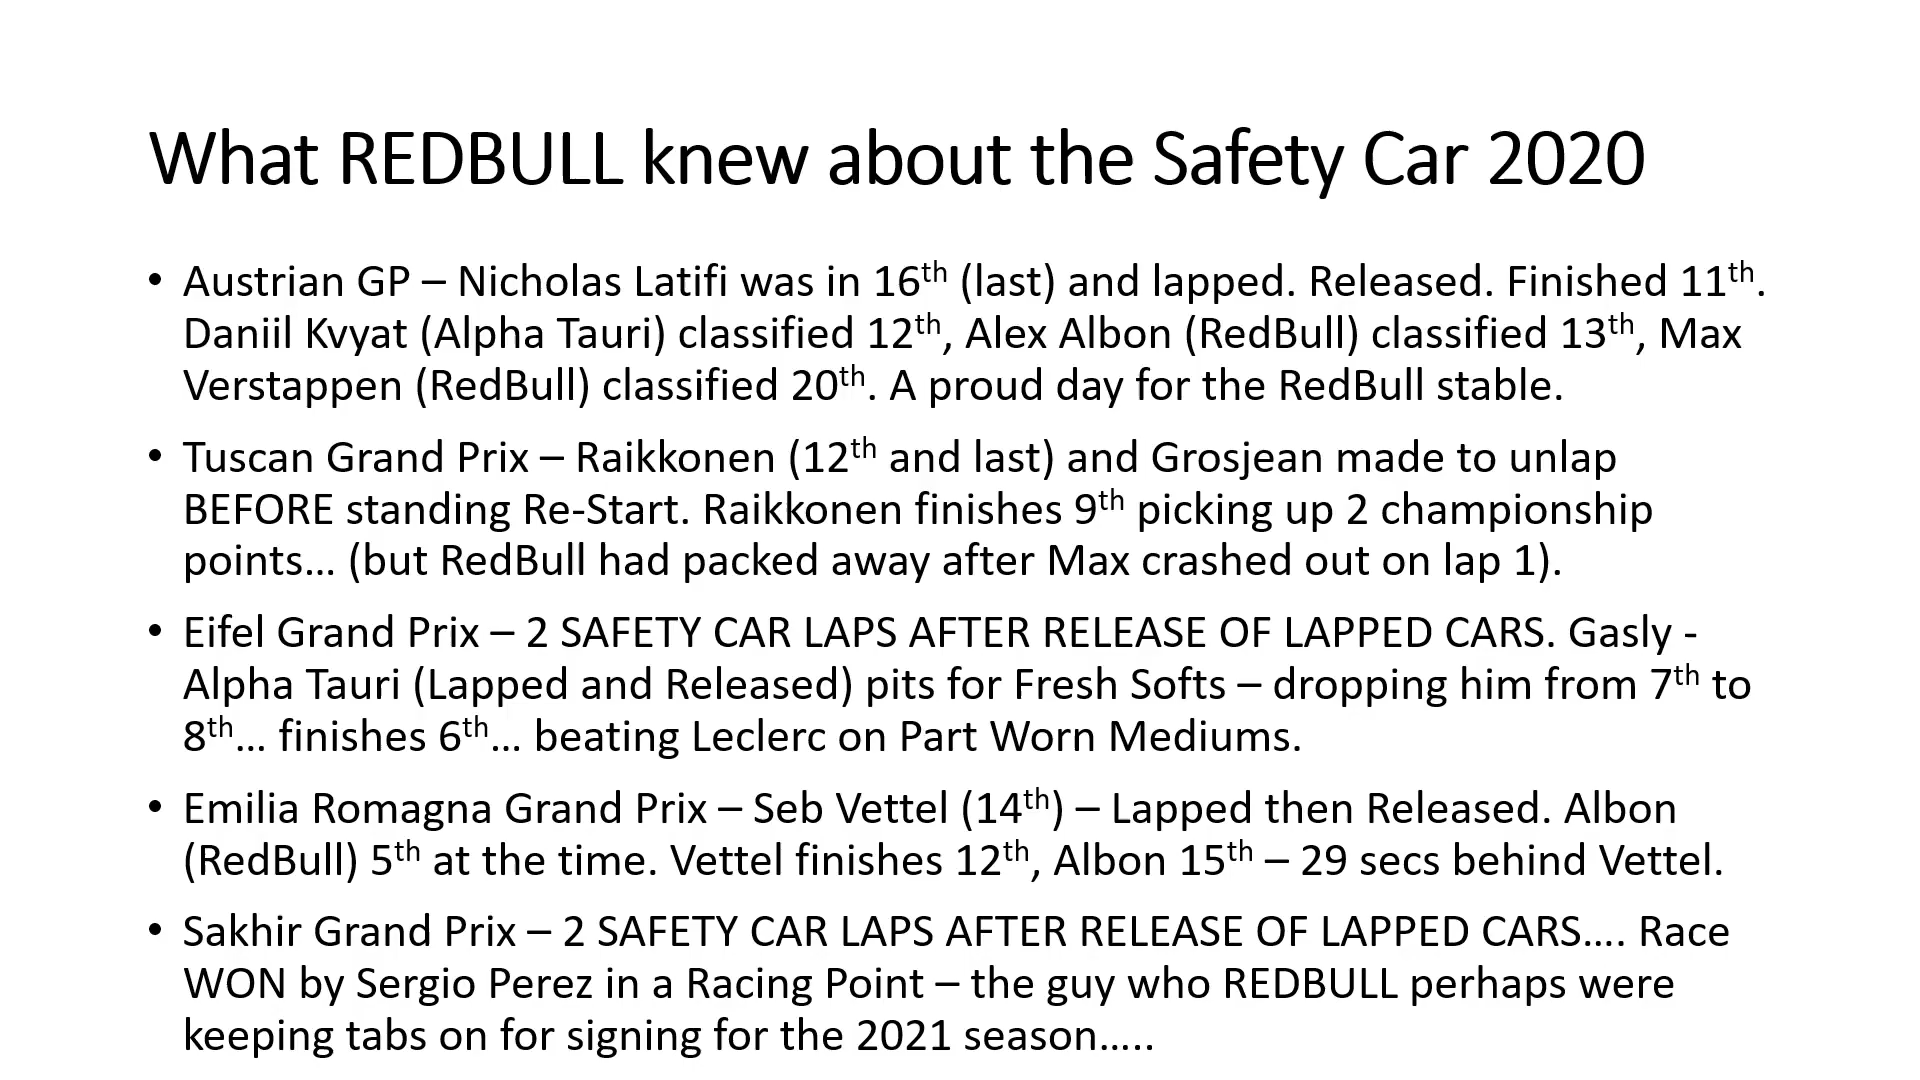 What REDBULL knew about the Safety Car 2020
• Austrian GP – Nicholas Latifi was in 16th (last) and lapped. Released. Finished 11th.
Daniil Kvyat (Alpha Tauri) classified 12th, Alex Albon (RedBull) classified 13th, Max
Verstappen (RedBull) classified 20th. A proud day for the RedBull stable.
• Tuscan Grand Prix – Raikkonen (12th and last) and Grosjean made to unlap
BEFORE standing Re-Start. Raikkonen finishes 9th picking up 2 championship
points... (but RedBull had packed away after Max crashed out on lap 1).
• Eifel Grand Prix – 2 SAFETY CAR LAPS AFTER RELEASE OF LAPPED CARS. Gasly -
Alpha Tauri (Lapped and Released) pits for Fresh Softs – dropping him from 7th to
8th... finishes 6th... beating Leclerc on Part Worn Mediums.
• Emilia Romagna Grand Prix – Seb Vettel (14th) – Lapped then Released. Albon
(RedBull) 5th at the time. Vettel finishes 12th, Albon 15th – 29 secs behind Vettel.
• Sakhir Grand Prix – 2 SAFETY CAR LAPS AFTER RELEASE OF LAPPED CARS.... Race
WON by Sergio Perez in a Racing Point – the guy who REDBULL perhaps were
keeping tabs on for signing for the 2021 season.....